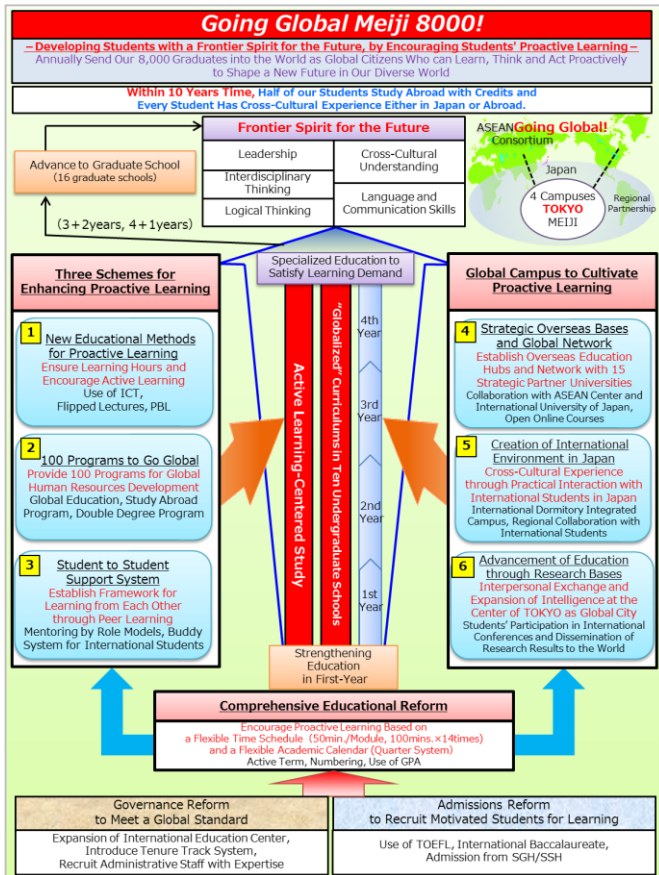 Going Global Meiji 8000!
–Developing Students with a Frontier Spirit for the Future, by Encouraging Students' Proactive Learning–
Annually Send Our 8,000 Graduates into the World as Global Citizens Who can Learn, Think and Act Proactively
to Shape a New Future in Our Diverse World
Within 10 Years Time, Half of our Students Study Abroad with Credits and
Every Student Has Cross-Cultural Experience Either in Japan or Abroad.
Frontier Spirit for the Future
Leadership
Interdisciplinary
Thinking
Logical Thinking
Cross-Cultural
Understanding
Language and
Communication Skills
Advance to Graduate School
(16 graduate schools)
(3+2years, 4+1years)
Going Global!
ASEAN
Consortium
Japan
4 Campuses
TOKYO
MEIJI
Regional
Partnership
Specialized Education to
Satisfy Learning Demand
Three Schemes for
Enhancing Proactive Learning
1
New Educational Methods
for Proactive Learning
Ensure Learning Hours and
Encourage Active Learning
Use of ICT,
Flipped Lectures, PBL
2
100 Programs to Go Global
Provide 100 Programs for Global
Human Resources Development
Global Education, Study Abroad
Program, Double Degree Program
3
Student to Student
Support System
Establish Framework for
Learning from Each Other
through Peer Learning
Mentoring by Role Models, Buddy
System for International Students
Active Learning-Centered Study
"Globalized" Curriculums in Ten Undergraduate Schools
4th
Year
3rd
Year
2nd
Year
1st
Year
Strengthening
Education
in First-Year
Global Campus to Cultivate
Proactive Learning
4
Strategic Overseas Bases
and Global Network
Establish Overseas Education
Hubs and Network with 15
Strategic Partner Universities
Collaboration with ASEAN Center and
International University of Japan,
Open Online Courses
5
Creation of International
Environment in Japan
Cross-Cultural Experience
through Practical Interaction with
International Students in Japan
International Dormitory Integrated
Campus, Regional Collaboration with
International Students
6
Advancement of Education
through Research Bases
Interpersonal Exchange and
Expansion of Intelligence at the
Center of TOKYO as Global City
Students' Participation in International
Conferences and Dissemination of
Research Results to the World
Comprehensive Educational Reform
Encourage Proactive Learning Based on
a Flexible Time Schedule (50min./Module, 100mins.×14times)
and a Flexible Academic Calendar (Quarter System)
Active Term, Numbering, Use of GPA
Governance Reform
to Meet a Global Standard
Expansion of International Education Center,
Introduce Tenure Track System,
Recruit Administrative Staff with Expertise
Admissions Reform
to Recruit Motivated Students for Learning
Use of TOEFL, International Baccalaureate,
Admission from SGH/SSH